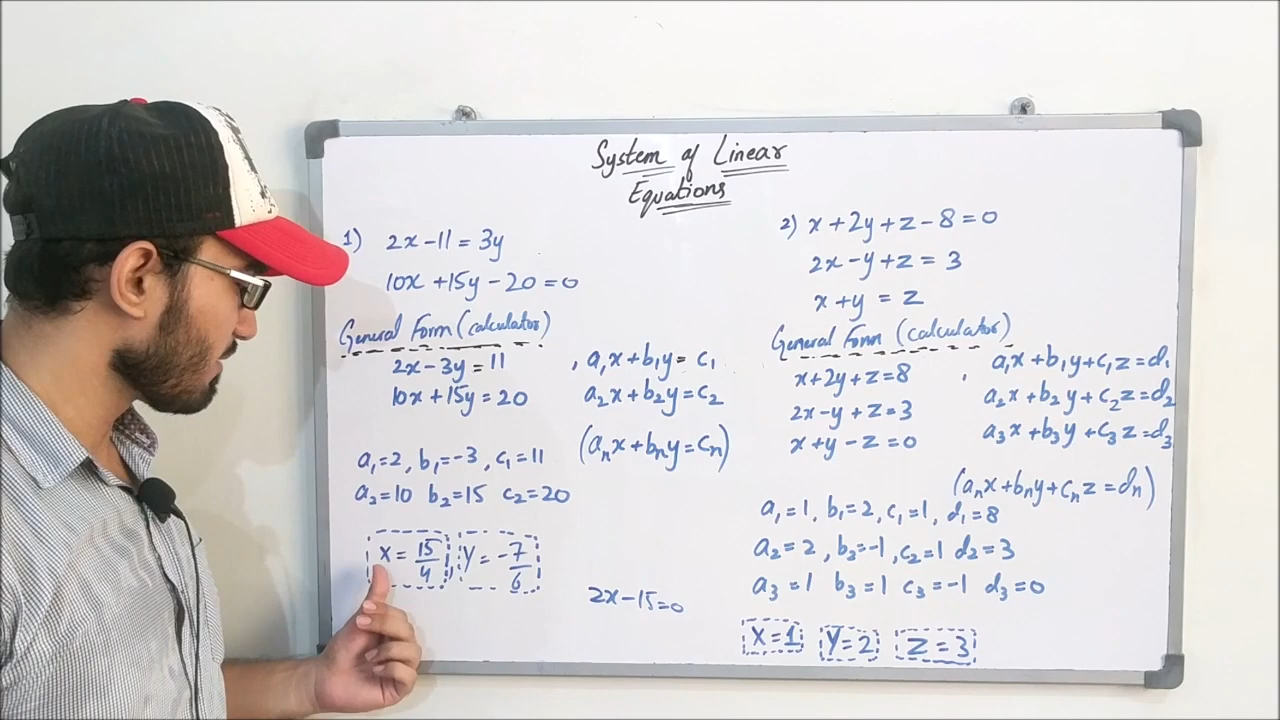 System of Linear
Equations
1) 2x-11 = 3y
10x +15y - 20 = 0
General Form (calculator)
2x-3y = 11 , a₁x + b₁y = c₁
10x + 15y = 20 a₂x + b₂y = c₂
(aₙx + bₙy = cₙ)
a₁=2, b₁=-3, c₁=11
a₂=10 b₂=15 c₂=20
x = 15/4, y = -7/6
2x-15=0
2) x + 2y + z - 8 = 0
2x - y + z = 3
x + y = z
General Form (calculator)
x+2y+z=8 , a₁x + b₁y + c₁z = d₁
2x-y+z=3 a₂x + b₂y + c₂z = d₂
x+y-z=0 a₃x + b₃y + c₃z = d₃
(aₙx + bₙy + cₙz = dₙ)
a₁=1, b₁=2, c₁=1, d₁=8
a₂=2, b₂=-1, c₂=1 d₂=3
a₃=1 b₃=1 c₃=-1 d₃=0
x=1 y=2 z=3